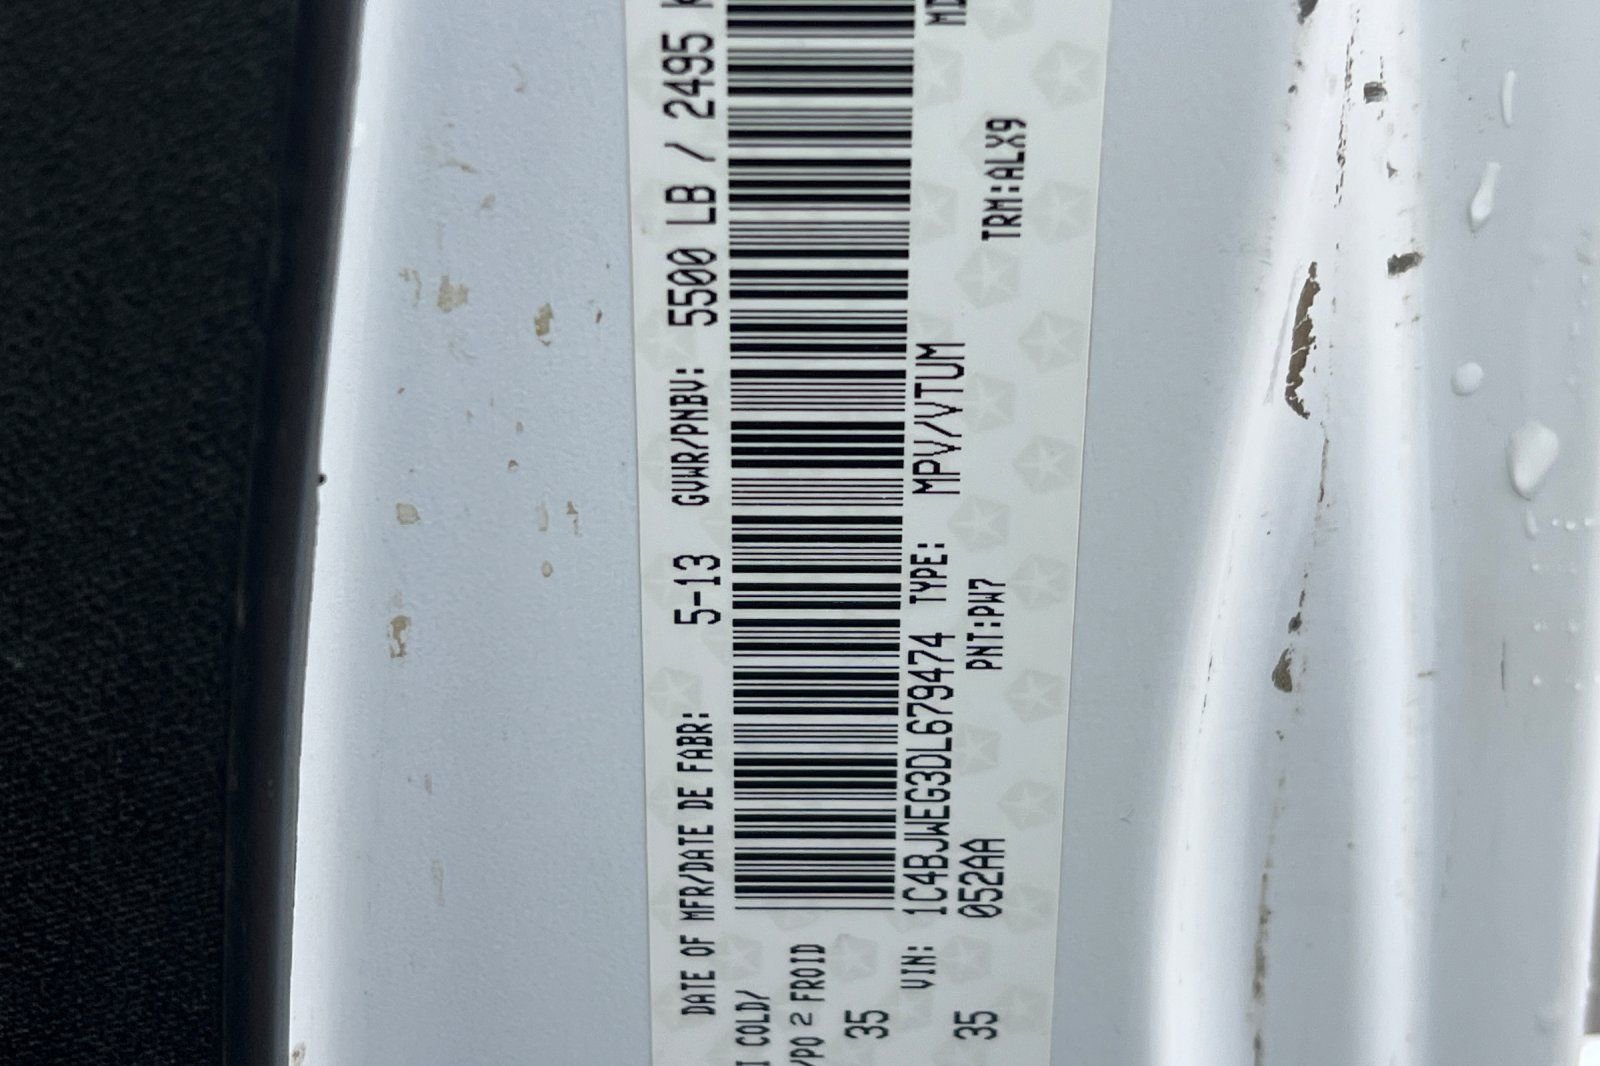 DATE OF MFR/DATE DE FABR: 5-13 GVWR/PNBV: 5500 LB / 2495
I COLD/
/PO 2 FROID
35
VIN: 1C4BJWEG3DL679474 TYPE: MPV/VTUM
35 052AA PNT:PW7 TRM:ALX9